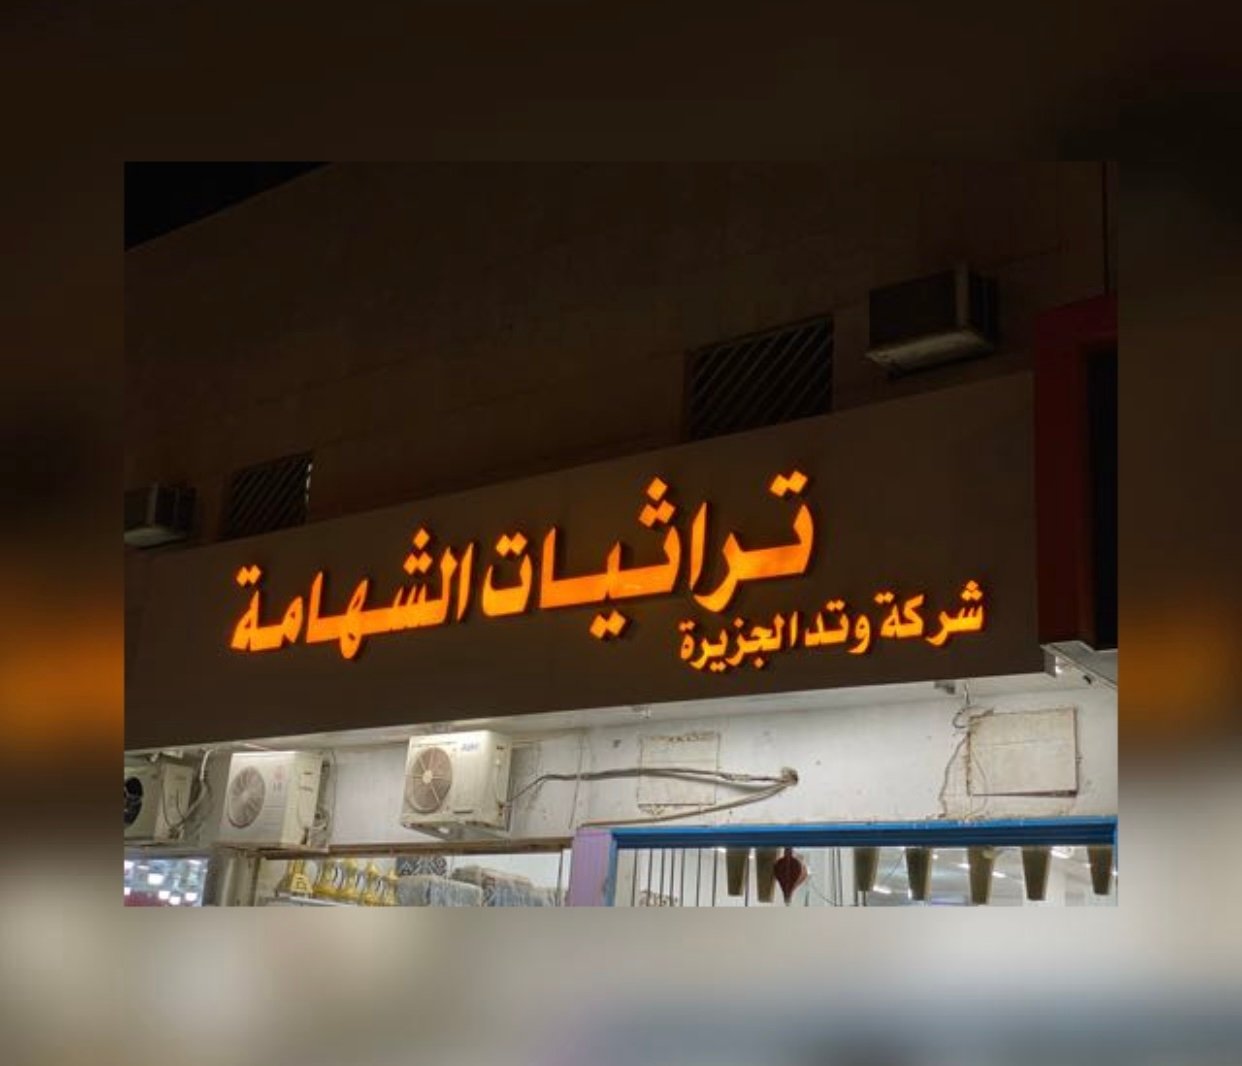 تراثيات الشهامة
شركة وتد الجزيرة